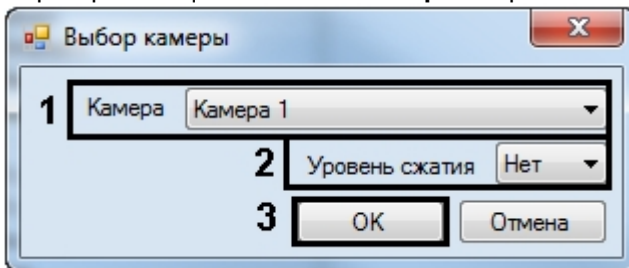 Выбор камеры
1 Камера Камера 1
2 Уровень сжатия Нет
3 OK Отмена